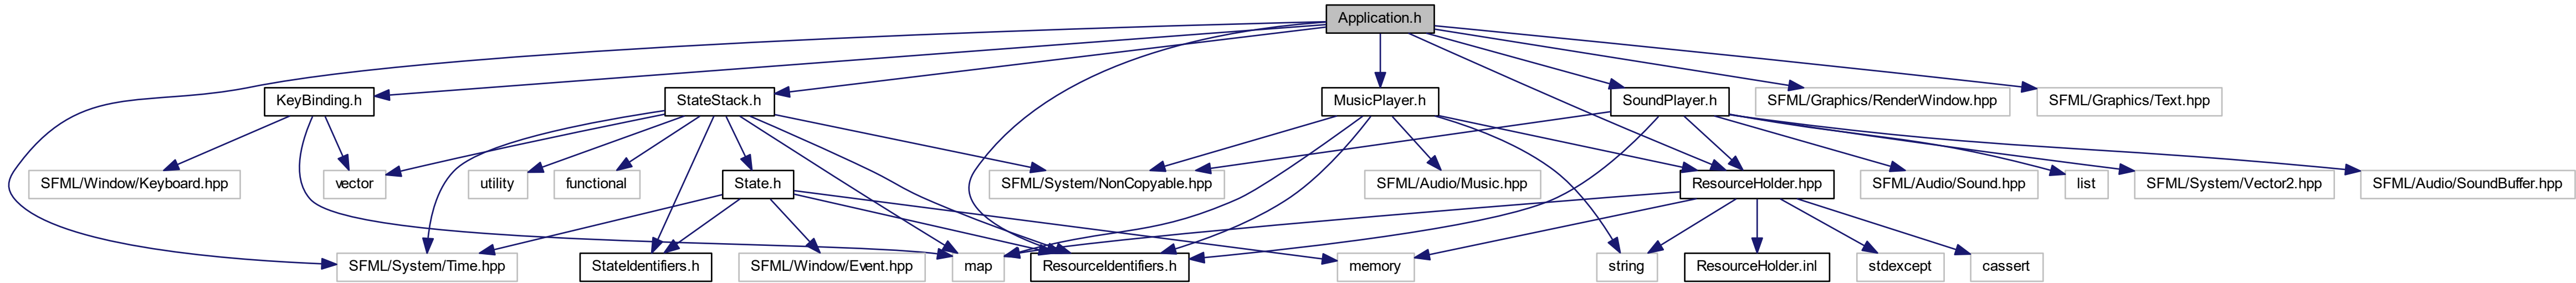 Application.h
KeyBinding.h
StateStack.h
MusicPlayer.h
SoundPlayer.h
SFML/Graphics/RenderWindow.hpp
SFML/Graphics/Text.hpp
SFML/Window/Keyboard.hpp
vector
utility
functional
State.h
SFML/System/NonCopyable.hpp
SFML/Audio/Music.hpp
ResourceHolder.hpp
SFML/Audio/Sound.hpp
list
SFML/System/Vector2.hpp
SFML/Audio/SoundBuffer.hpp
SFML/System/Time.hpp
StateIdentifiers.h
SFML/Window/Event.hpp
map
ResourceIdentifiers.h
memory
string
ResourceHolder.inl
stdexcept
cassert